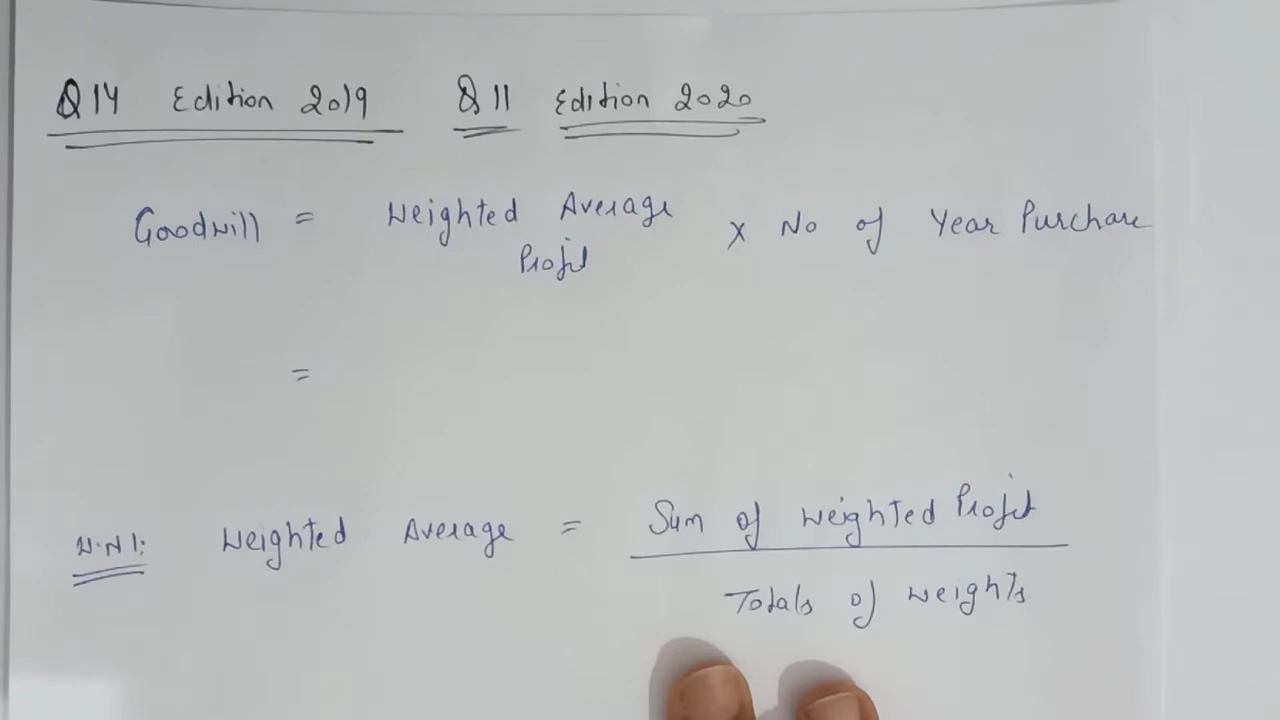 Q14 Edition 2019 Q11 Edition 2020
Goodwill = Weighted Average Profit × No of Year Purchase
=
W.N 1: Weighted Average = Sum of Weighted Profit
Totals of weights